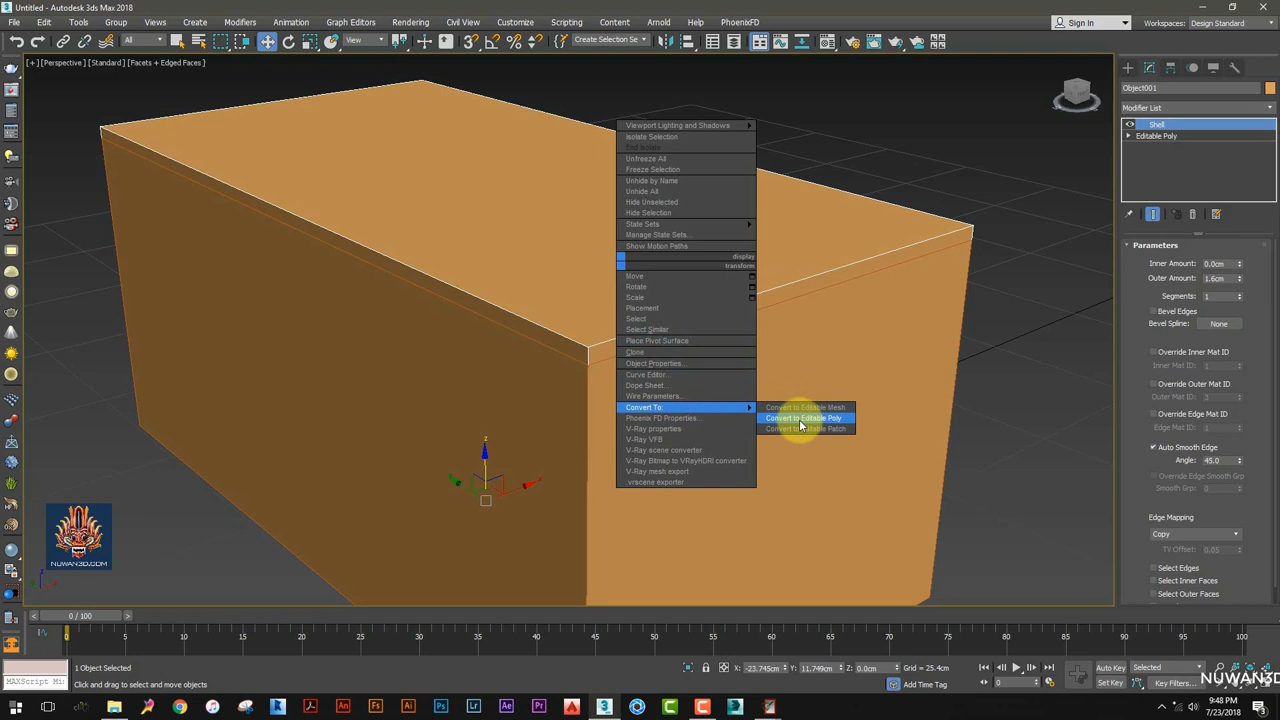 Untitled - Autodesk 3ds Max 2018
File Edit Tools Group Views Create Modifiers Animation Graph Editors Rendering Civil View Customize Scripting Content Arnold Help PhoenixFD
Sign In Workspaces: Design Standard
All View Create Selection Se
[+] [Perspective] [Standard] [Facets + Edged Faces]
Object001
Modifier List
Shell
Editable Poly
Viewport Lighting and Shadows
Isolate Selection
End Isolate
Unfreeze All
Freeze Selection
Unhide by Name
Unhide All
Hide Unselected
Hide Selection
State Sets
Manage State Sets...
Show Motion Paths
display
transform
Move
Rotate
Scale
Placement
Select
Select Similar
Place Pivot Surface
Clone
Object Properties...
Curve Editor...
Dope Sheet...
Wire Parameters...
Convert To:
Phoenix FD Properties...
V-Ray properties
V-Ray VFB
V-Ray scene converter
V-Ray Bitmap to VRayHDRI converter
V-Ray mesh export
.vrscene exporter
Convert to Editable Mesh
Convert to Editable Poly
Convert to Editable Patch
Parameters
Inner Amount: 0.0cm
Outer Amount: 1.6cm
Segments: 1
Bevel Edges
Bevel Spline: None
Override Inner Mat ID
Inner Mat ID: 1
Override Outer Mat ID
Outer Mat ID: 3
Override Edge Mat ID
Edge Mat ID: 1
Auto Smooth Edge
Angle: 45.0
Override Edge Smooth Grp
Smooth Grp: 0
Edge Mapping
Copy
TV Offset: 0.05
Select Edges
Select Inner Faces
Select Outer Faces
z
NUWAN3D.COM
0 / 100
0 5 10 15 20 25 30 35 40 45 50 55 60 65 70 75 80 85 90 95 100
1 Object Selected
MAXScript Mi
Click and drag to select and move objects
X: -23.745cm Y: 11.749cm Z: 0.0cm Grid = 25.4cm
Add Time Tag
0
Auto Key Selected
Set Key Key Filters...
NUWAN3D
9:48 PM
7/23/2018